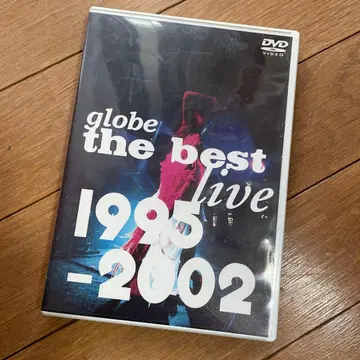 DVD
VIDEO
globe
the best
live
1995
-2002